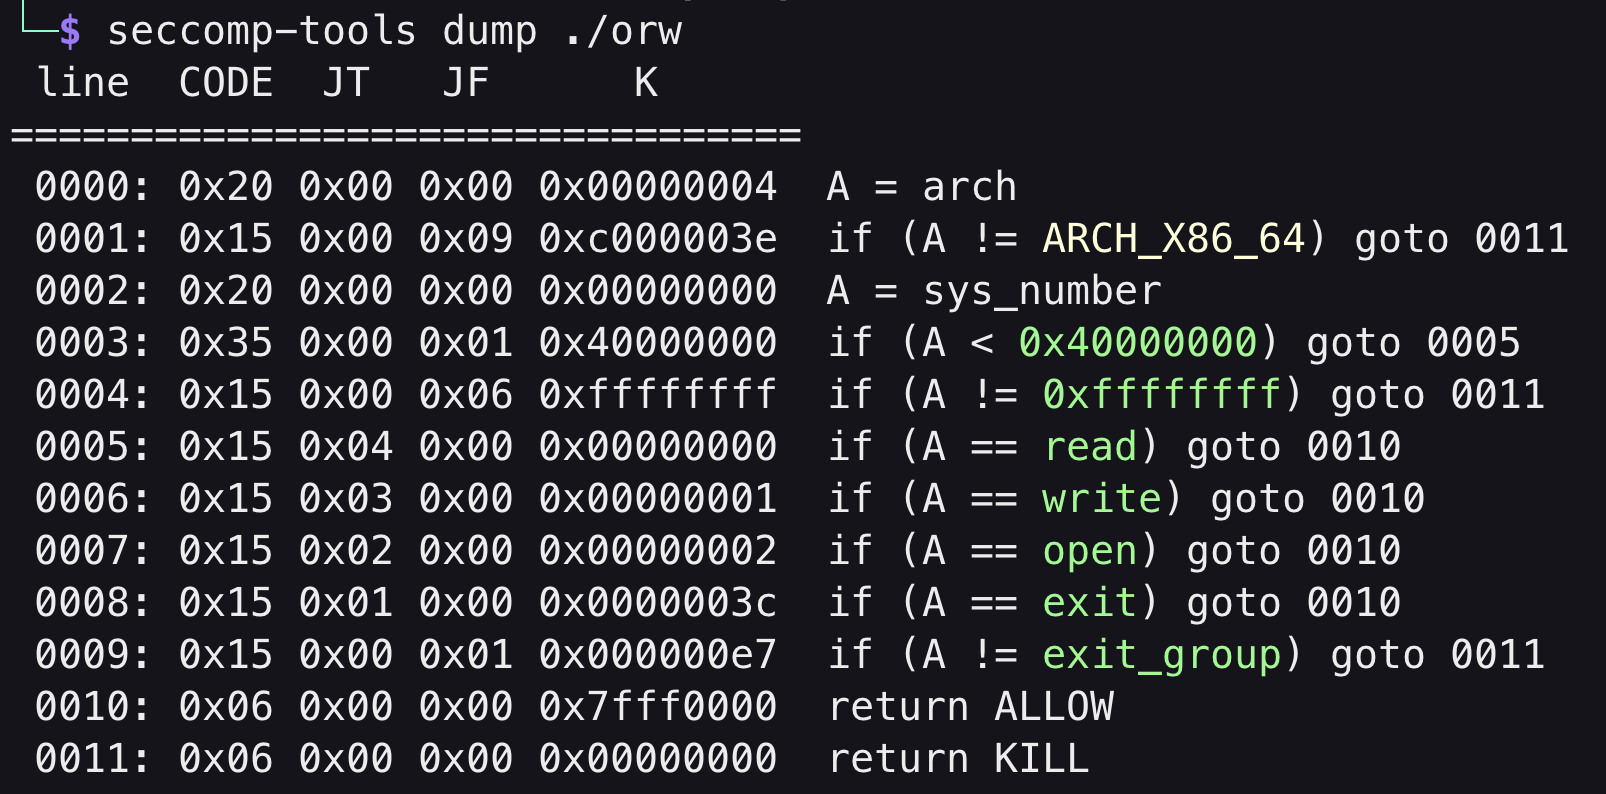 └─$ seccomp-tools dump ./orw
 line  CODE  JT   JF      K
=================================
 0000: 0x20 0x00 0x00 0x00000004  A = arch
 0001: 0x15 0x00 0x09 0xc000003e  if (A != ARCH_X86_64) goto 0011
 0002: 0x20 0x00 0x00 0x00000000  A = sys_number
 0003: 0x35 0x00 0x01 0x40000000  if (A < 0x40000000) goto 0005
 0004: 0x15 0x00 0x06 0xffffffff  if (A != 0xffffffff) goto 0011
 0005: 0x15 0x04 0x00 0x00000000  if (A == read) goto 0010
 0006: 0x15 0x03 0x00 0x00000001  if (A == write) goto 0010
 0007: 0x15 0x02 0x00 0x00000002  if (A == open) goto 0010
 0008: 0x15 0x01 0x00 0x0000003c  if (A == exit) goto 0010
 0009: 0x15 0x00 0x01 0x000000e7  if (A != exit_group) goto 0011
 0010: 0x06 0x00 0x00 0x7fff0000  return ALLOW
 0011: 0x06 0x00 0x00 0x00000000  return KILL